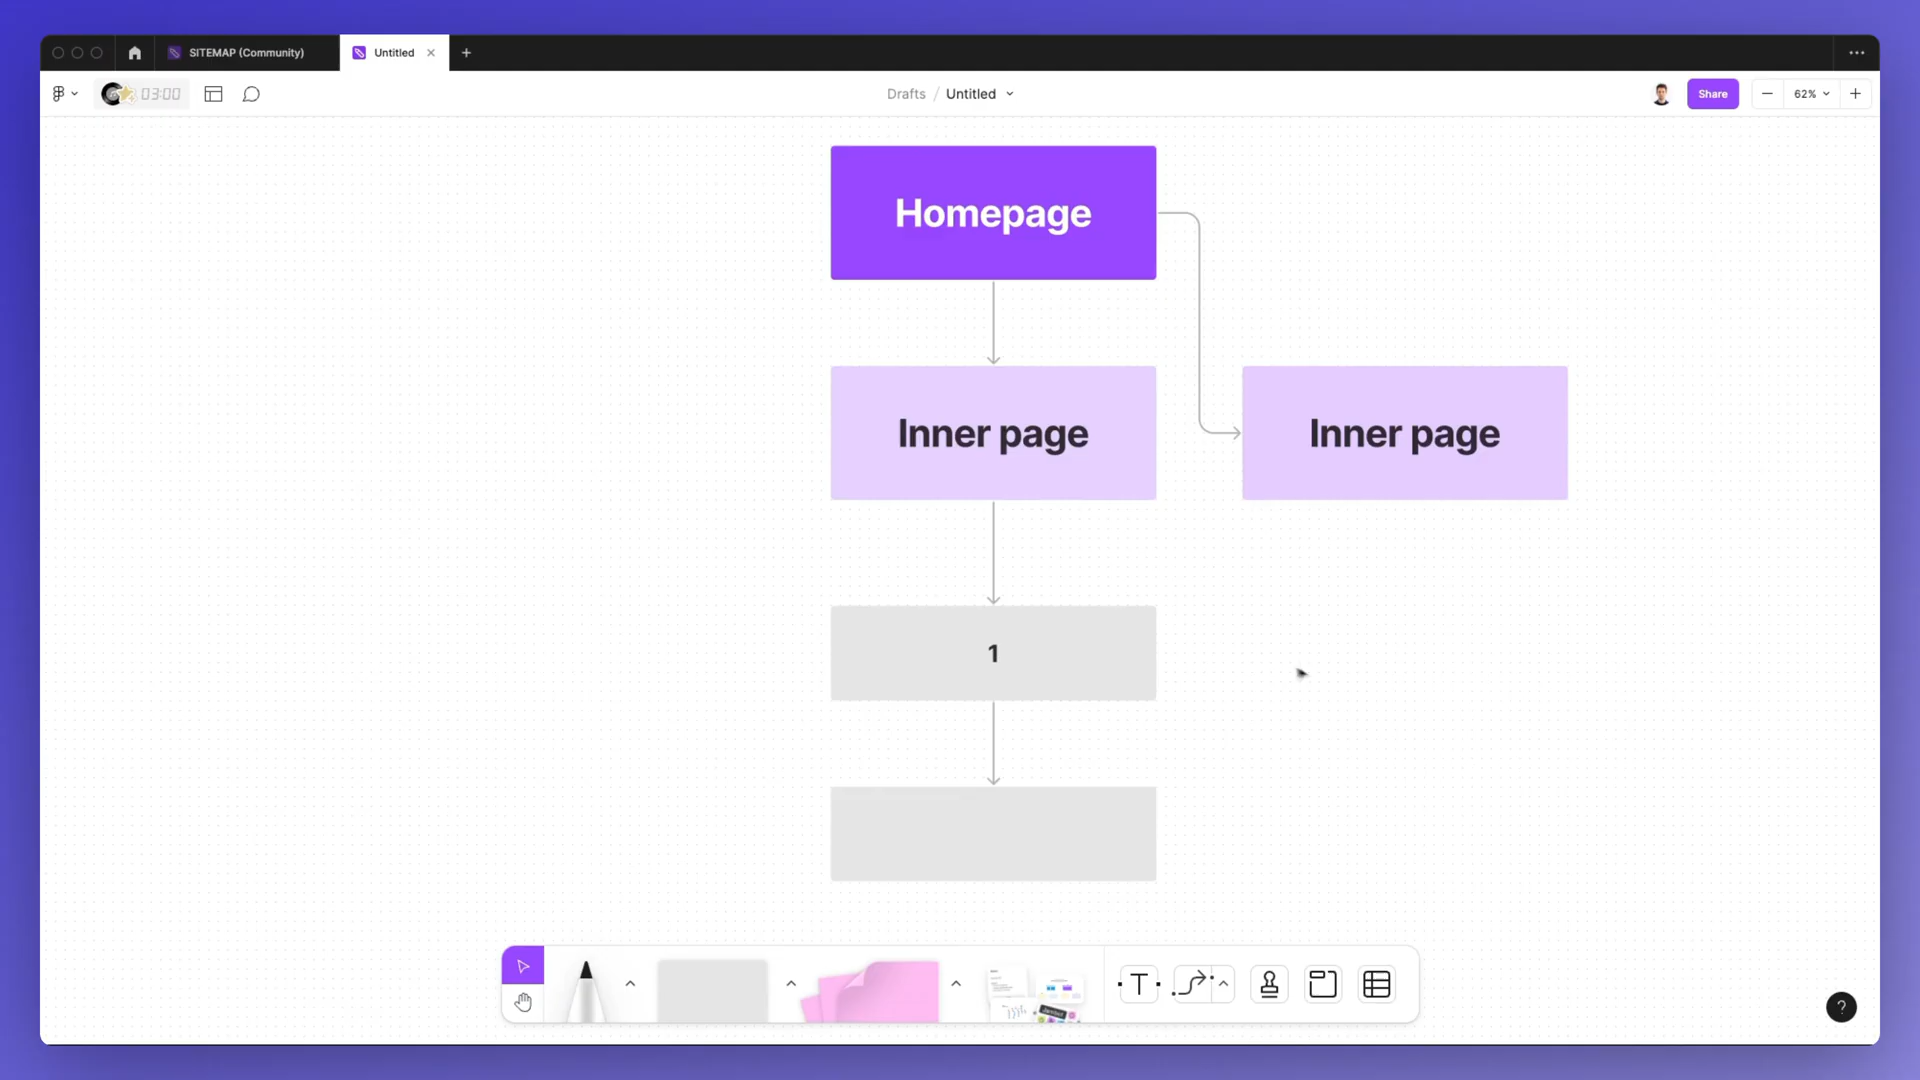 SITEMAP (Community)
Untitled
03:00
Drafts / Untitled
Share
62%
Homepage
Inner page
Inner page
1
T
?